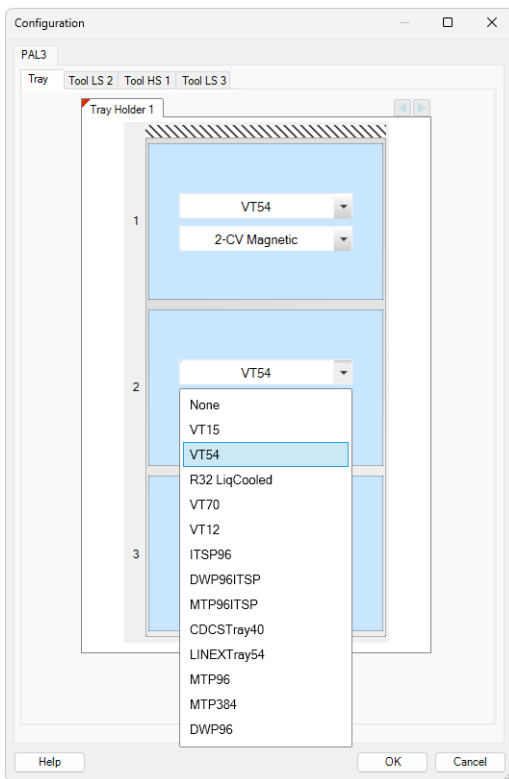 Configuration
PAL3
Tray Tool LS 2 Tool HS 1 Tool LS 3
Tray Holder 1
1
VT54
2-CV Magnetic
2
VT54
None
VT15
VT54
R32 LiqCooled
VT70
VT12
3
ITSP96
DWP96ITSP
MTP96ITSP
CDCSTray40
LINEXTray54
MTP96
MTP384
DWP96
Help OK Cancel